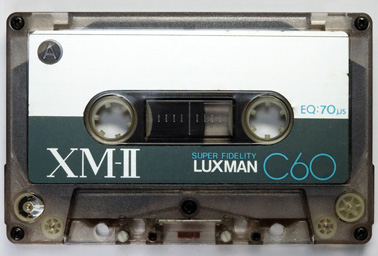 A
EQ:70µs
XM-II
SUPER FIDELITY
LUXMAN
C60